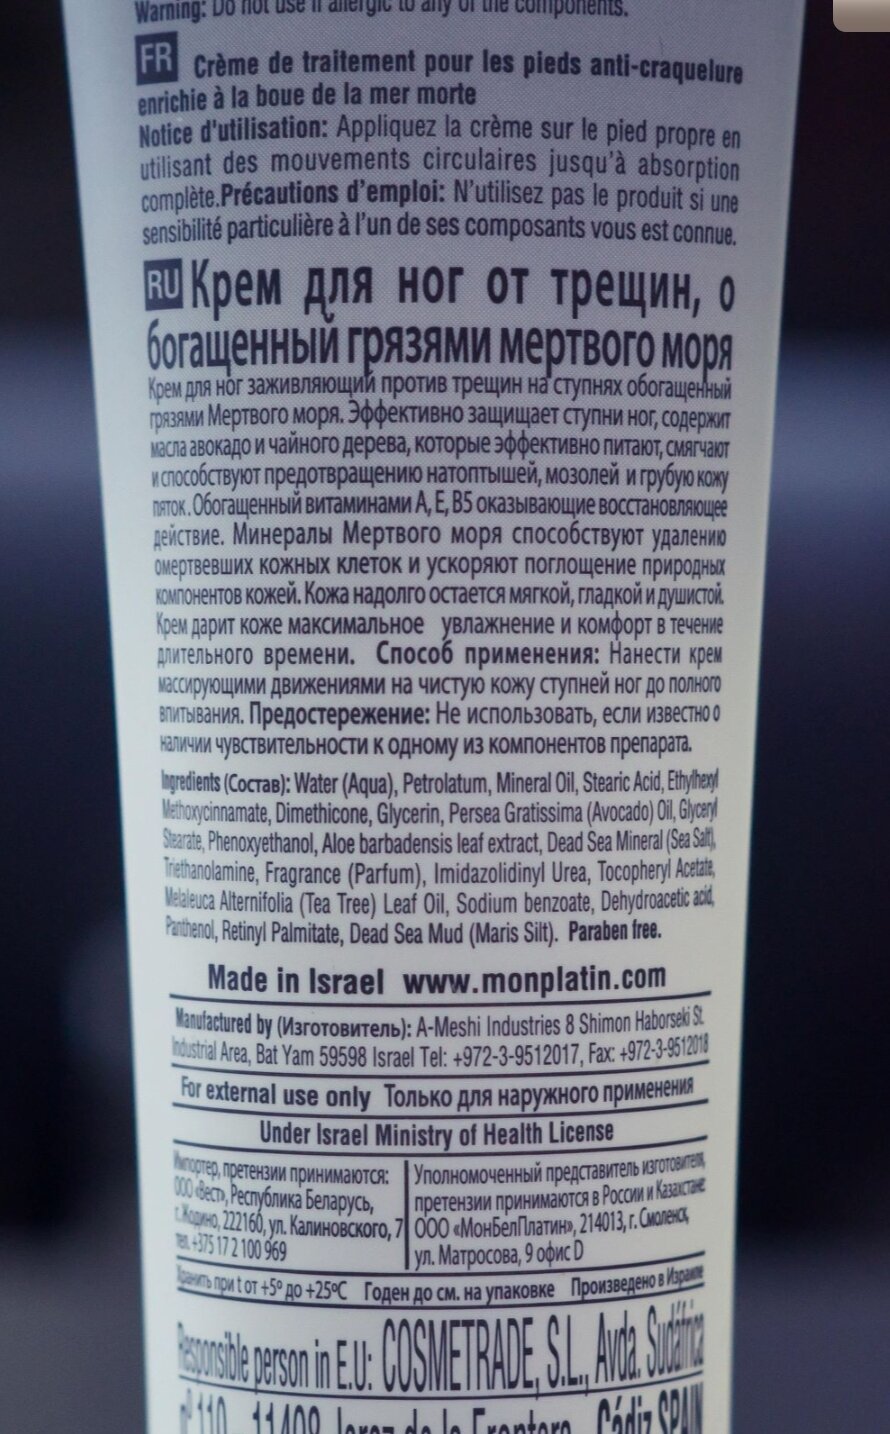 Warning: Do not use if allergic to any of the components.
FR Crème de traitement pour les pieds anti-craquelure
enrichie à la boue de la mer morte
Notice d'utilisation: Appliquez la crème sur le pied propre en
utilisant des mouvements circulaires jusqu'à absorption
complète.Précautions d'emploi: N'utilisez pas le produit si une
sensibilité particulière à l'un de ses composants vous est connue.
RU Крем для ног от трещин, о
богащенный грязями мертвого моря
Крем для ног заживляющий против трещин на ступнях обогащенный
грязями Мертвого моря. Эффективно защищает ступни ног, содержит
масла авокадо и чайного дерева, которые эффективно питают, смягчают
и способствуют предотвращению натоптышей, мозолей и грубую кожу
пяток. Обогащенный витаминами А, Е, В5 оказывающие восстановляющее
действие. Минералы Мертвого моря способствуют удалению
омертвевших кожных клеток и ускоряют поглощение природных
компонентов кожей. Кожа надолго остается мягкой, гладкой и душистой.
Крем дарит коже максимальное увлажнение и комфорт в течение
длительного времени. Способ применения: Нанести крем
массирующими движениями на чистую кожу ступней ног до полного
впитывания. Предостережение: Не использовать, если известно о
наличии чувствительности к одному из компонентов препарата.
Ingredients (Состав): Water (Aqua), Petrolatum, Mineral Oil, Stearic Acid, Ethylhexyl
Methoxycinnamate, Dimethicone, Glycerin, Persea Gratissima (Avocado) Oil, Glyceryl
Stearate, Phenoxyethanol, Aloe barbadensis leaf extract, Dead Sea Mineral (Sea Salt),
Triethanolamine, Fragrance (Parfum), Imidazolidinyl Urea, Tocopheryl Acetate,
Melaleuca Alternifolia (Tea Tree) Leaf Oil, Sodium benzoate, Dehydroacetic acid,
Panthenol, Retinyl Palmitate, Dead Sea Mud (Maris Silt). Paraben free.
Made in Israel www.monplatin.com
Manufactured by (Изготовитель): A-Meshi Industries 8 Shimon Haborseki St.
Industrial Area, Bat Yam 59598 Israel Tel: +972-3-9512017, Fax: +972-3-9512018
For external use only Только для наружного применения
Under Israel Ministry of Health License
Импортер, претензии принимаются:
ООО «Вест», Республика Беларусь,
г. Жодино, 222160, ул. Калиновского, 7
тел. +375 17 2 100 969
Уполномоченный представитель изготовителя,
претензии принимаются в России и Казахстане
ООО «МонБелПлатин», 214013, г. Смоленск,
ул. Матросова, 9 офис D
Хранить при t от +5º до +25ºC Годен до см. на упаковке Произведено в Израиле
Responsible person in E.U: COSMETRADE, S.L., Avda. Sudáfrica
nº 110 11408 Jerez de la Frontera Cádiz SPAIN